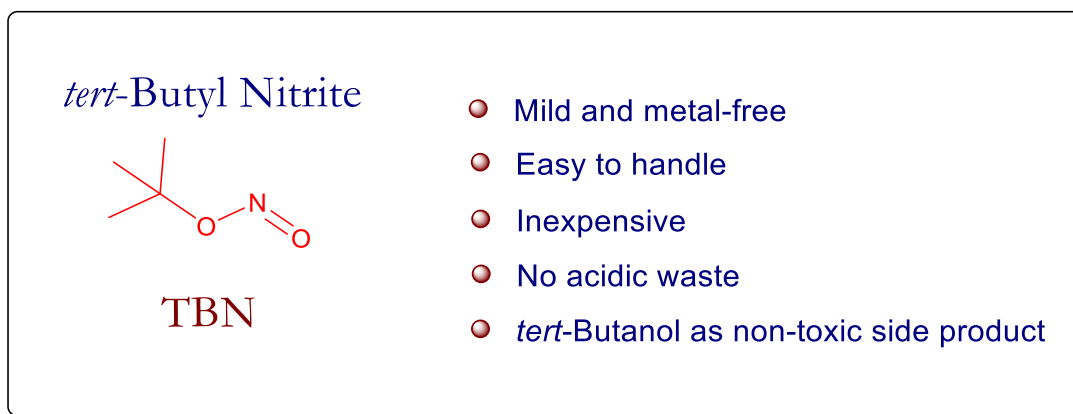 tert-Butyl Nitrite
N
O
O
TBN
Mild and metal-free
Easy to handle
Inexpensive
No acidic waste
tert-Butanol as non-toxic side product